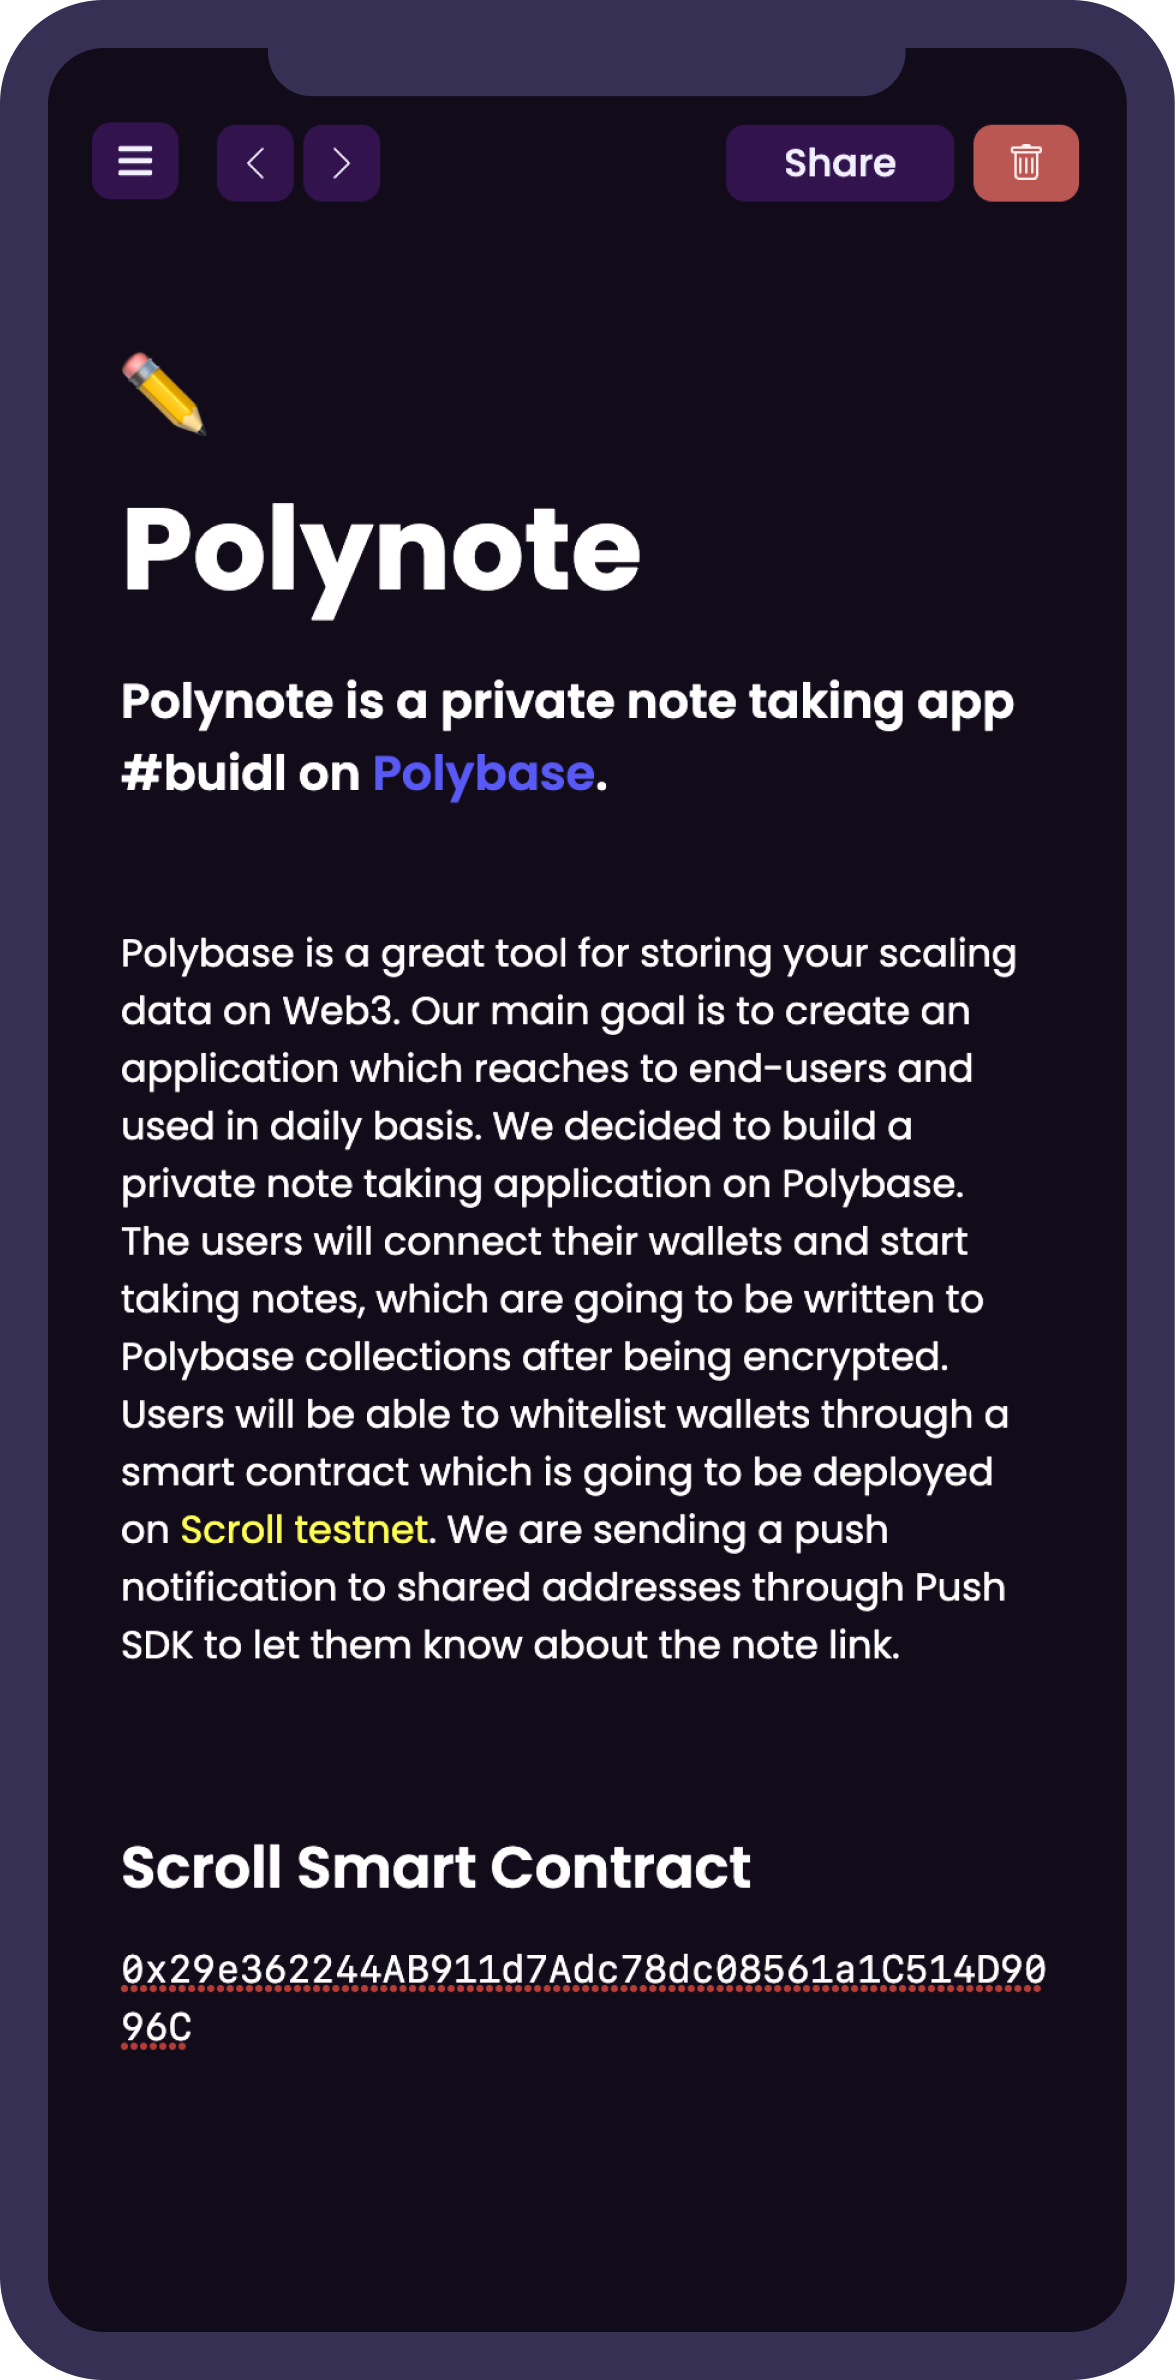 Share
Polynote
Polynote is a private note taking app
#buidl on Polybase.
Polybase is a great tool for storing your scaling
data on Web3. Our main goal is to create an
application which reaches to end-users and
used in daily basis. We decided to build a
private note taking application on Polybase.
The users will connect their wallets and start
taking notes, which are going to be written to
Polybase collections after being encrypted.
Users will be able to whitelist wallets through a
smart contract which is going to be deployed
on Scroll testnet. We are sending a push
notification to shared addresses through Push
SDK to let them know about the note link.
Scroll Smart Contract
0x29e362244AB911d7Adc78dc08561a1C514D90
96C